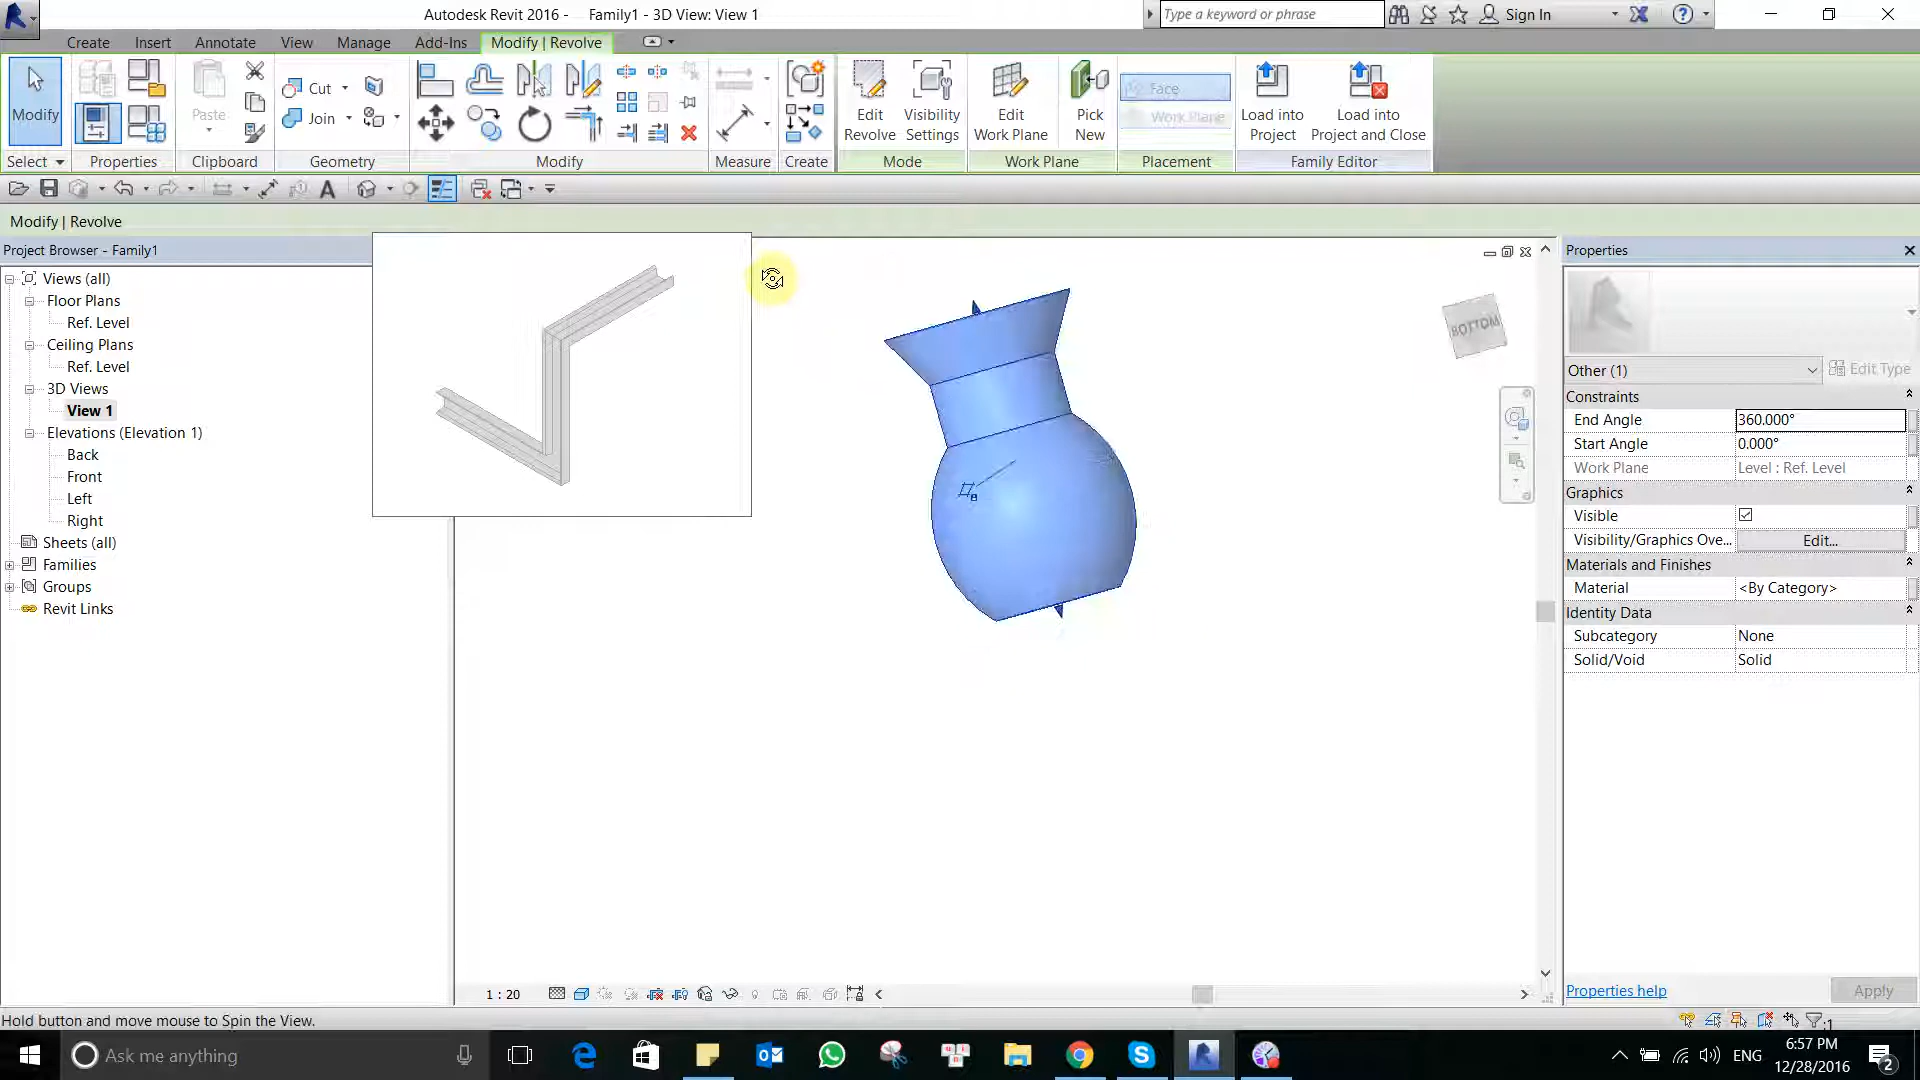 Autodesk Revit 2016 - Family1 - 3D View: View 1
Type a keyword or phrase
Sign In
Create Insert Annotate View Manage Add-Ins Modify | Revolve
Modify
Paste
Cut
Join
Edit Revolve
Visibility Settings
Edit Work Plane
Pick New
Face
Work Plane
Load into Project
Load into Project and Close
Select Properties Clipboard Geometry Modify Measure Create Mode Work Plane Placement Family Editor
Modify | Revolve
Project Browser - Family1
Views (all)
Floor Plans
Ref. Level
Ceiling Plans
Ref. Level
3D Views
View 1
Elevations (Elevation 1)
Back
Front
Left
Right
Sheets (all)
Families
Groups
Revit Links
BOTTOM
Properties
Other (1)
Edit Type
Constraints
End Angle 360.000°
Start Angle 0.000°
Work Plane Level : Ref. Level
Graphics
Visible
Visibility/Graphics Ove... Edit...
Materials and Finishes
Material <By Category>
Identity Data
Subcategory None
Solid/Void Solid
Properties help
Apply
1 : 20
Hold button and move mouse to Spin the View.
:1
Ask me anything
ENG
6:57 PM
12/28/2016
2